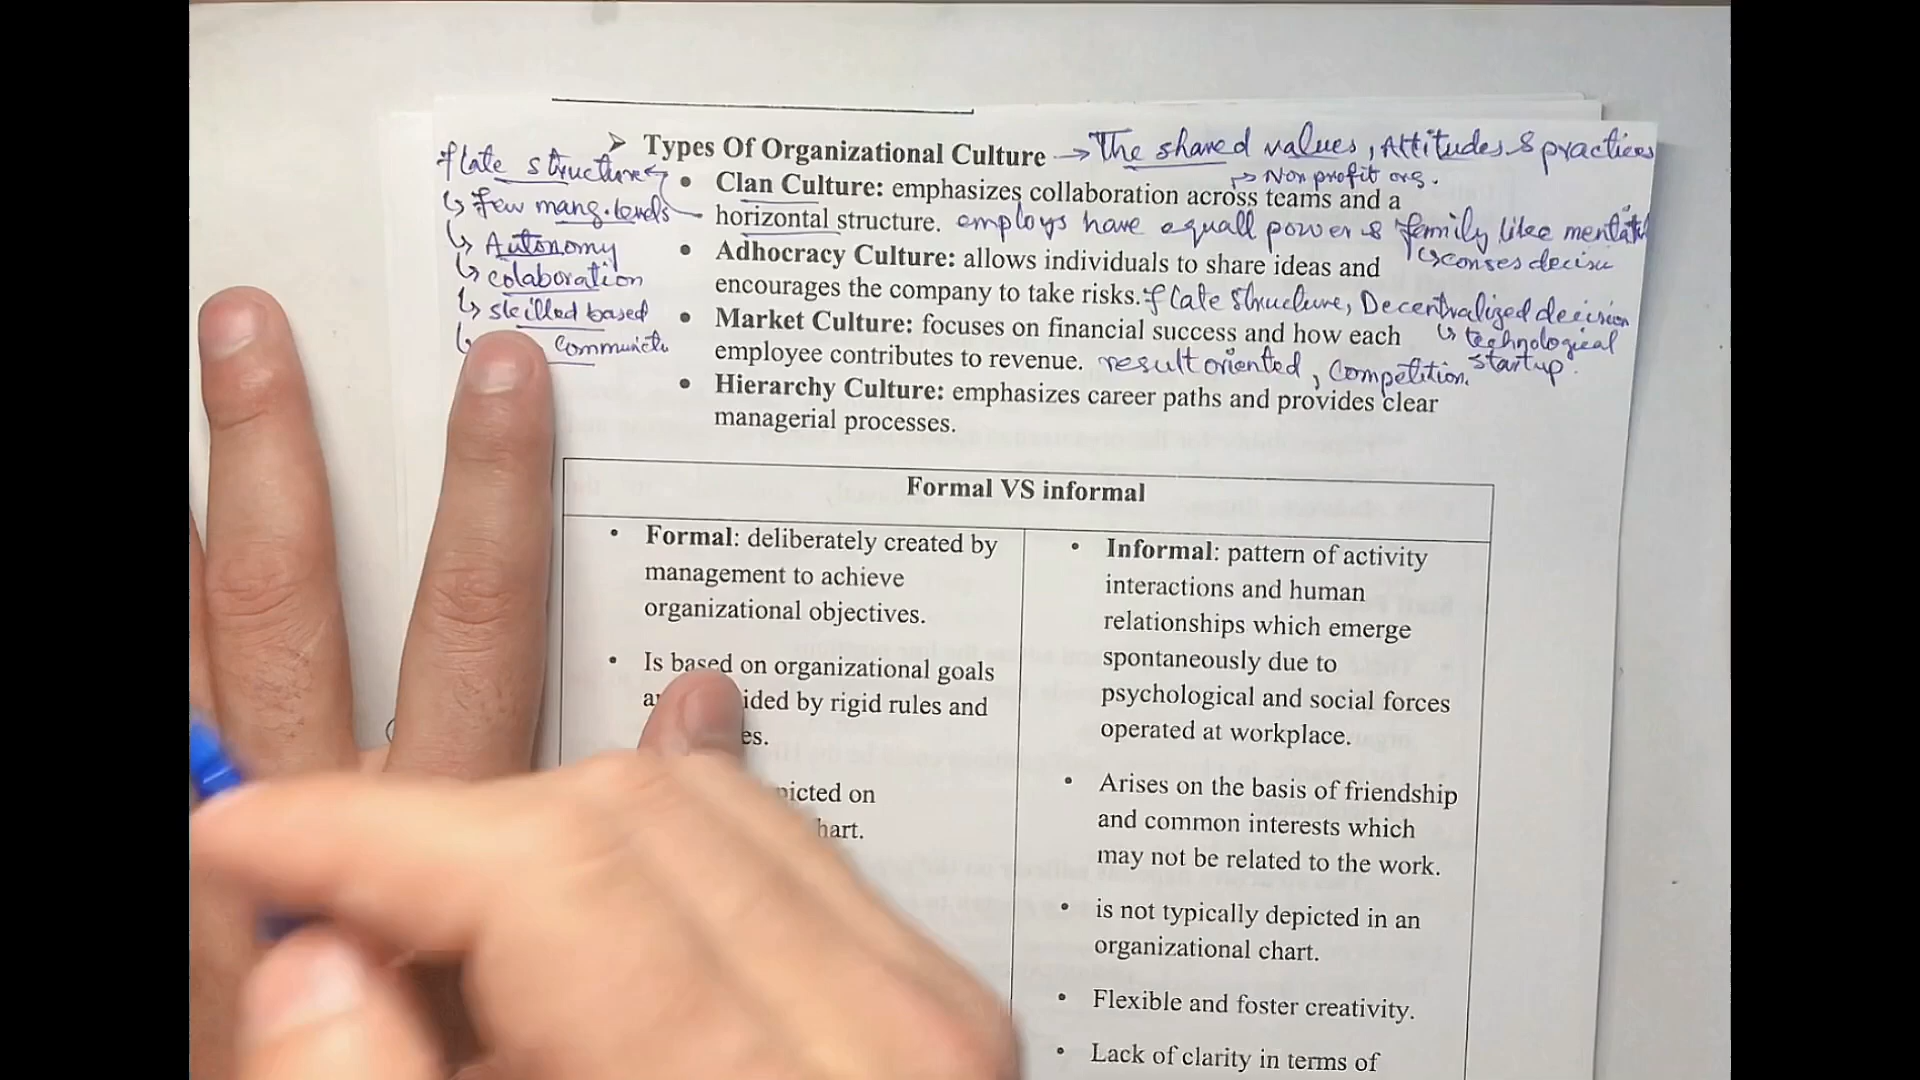 ➢ Types Of Organizational Culture → The shared values, Attitudes & practices
↳ Non profit org.
• Clan Culture: emphasizes collaboration across teams and a
horizontal structure. employs have equall power & family like
↳ conses decisi
• Adhocracy Culture: allows individuals to share ideas and
encourages the company to take risks. flate structure, Decentralized decision
↳ technological
startup.
• Market Culture: focuses on financial success and how each
employee contributes to revenue. result oriented, Competition.
• Hierarchy Culture: emphasizes career paths and provides clear
managerial processes.
flate structure
↳ few mang. levels
↳ Autonomy
↳ colaboration
↳ skilled based
Formal VS informal
• Formal: deliberately created by
management to achieve
organizational objectives.
• Is based on organizational goals
ided by rigid rules and
es.
picted on
hart.
• Informal: pattern of activity
interactions and human
relationships which emerge
spontaneously due to
psychological and social forces
operated at workplace.
• Arises on the basis of friendship
and common interests which
may not be related to the work.
• is not typically depicted in an
organizational chart.
• Flexible and foster creativity.
• Lack of clarity in terms of